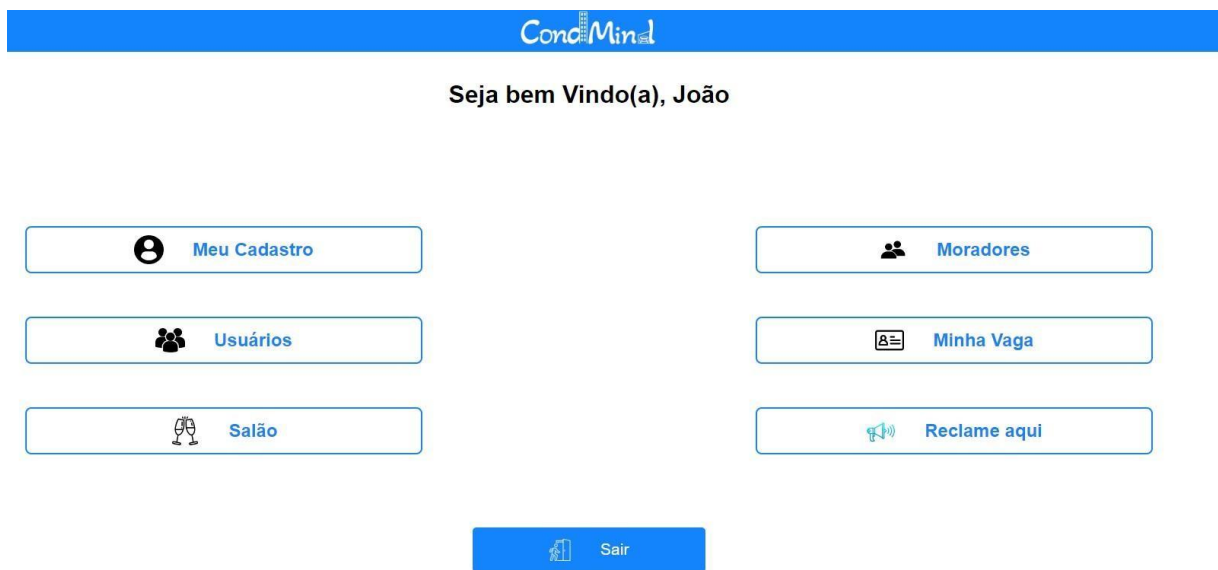 CondMind
Seja bem Vindo(a), João
Meu Cadastro
Moradores
Usuários
Minha Vaga
Salão
Reclame aqui
Sair